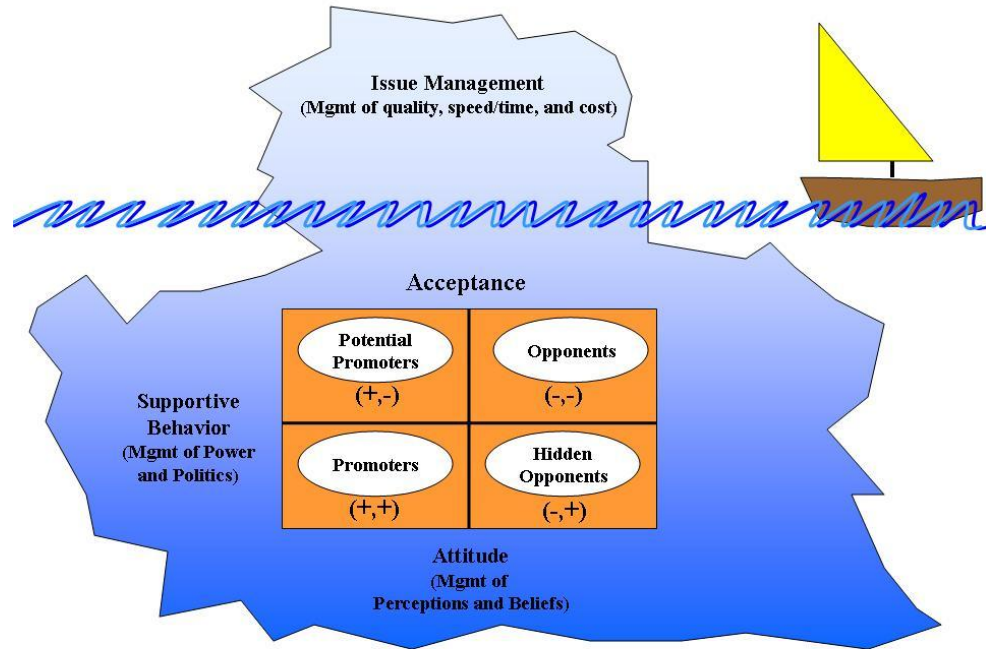 Issue Management
(Mgmt of quality, speed/time, and cost)
Acceptance
Potential
Promoters
(+,-)
Opponents
(-,-)
Supportive
Behavior
(Mgmt of Power
and Politics)
Promoters
(+,+)
Hidden
Opponents
(-,+)
Attitude
(Mgmt of
Perceptions and Beliefs)